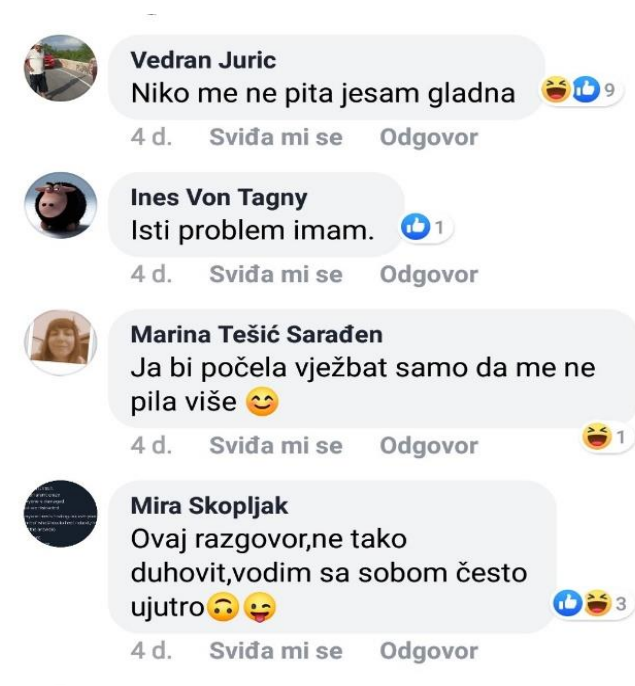 Vedran Juric
Niko me ne pita jesam gladna
9
4 d. Sviđa mi se Odgovor
Ines Von Tagny
Isti problem imam.
1
4 d. Sviđa mi se Odgovor
Marina Tešić Sarađen
Ja bi počela vježbat samo da me ne
pila više 😊
1
4 d. Sviđa mi se Odgovor
Mira Skopljak
Ovaj razgovor,ne tako
duhovit,vodim sa sobom često
ujutro🙃😜
3
4 d. Sviđa mi se Odgovor